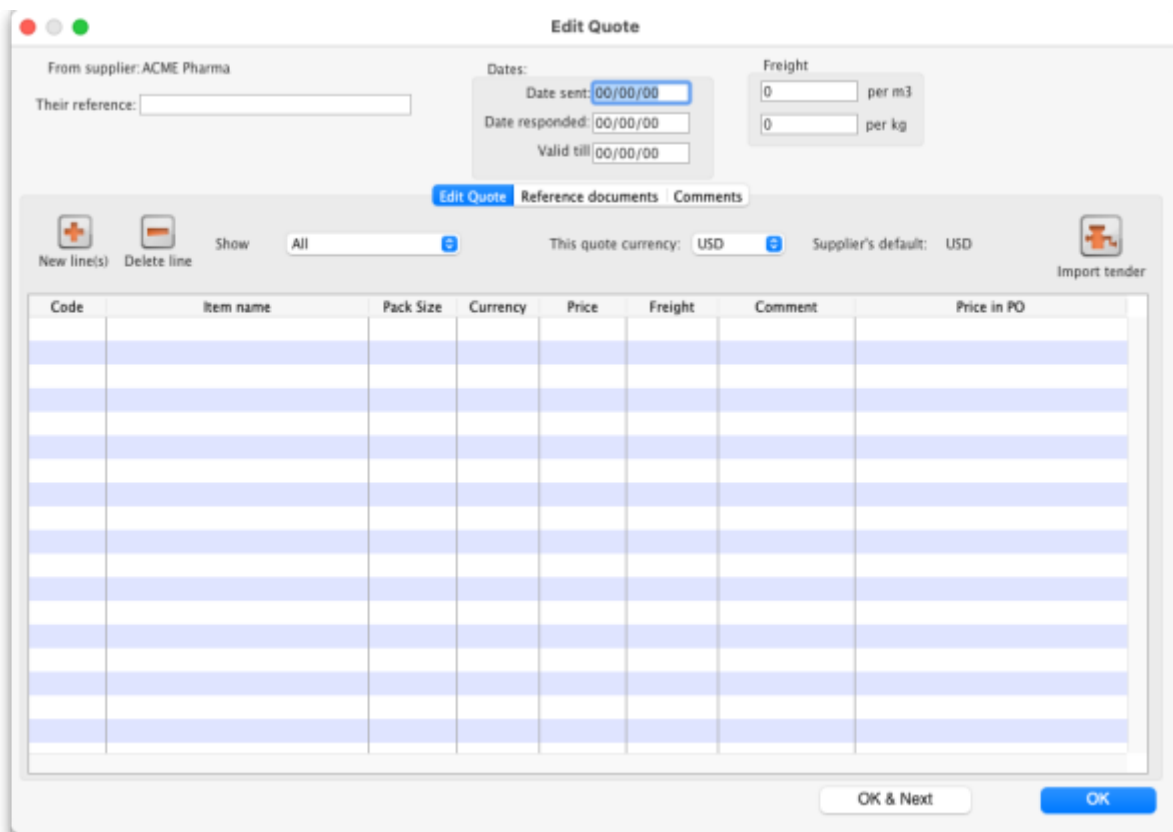 Edit Quote
From supplier: ACME Pharma
Their reference:
Dates:
Date sent: 00/00/00
Date responded: 00/00/00
Valid till 00/00/00
Freight
0 per m3
0 per kg
Edit Quote Reference documents Comments
New line(s) Delete line Show All This quote currency: USD Supplier's default: USD Import tender
Code Item name Pack Size Currency Price Freight Comment Price in PO
OK & Next OK